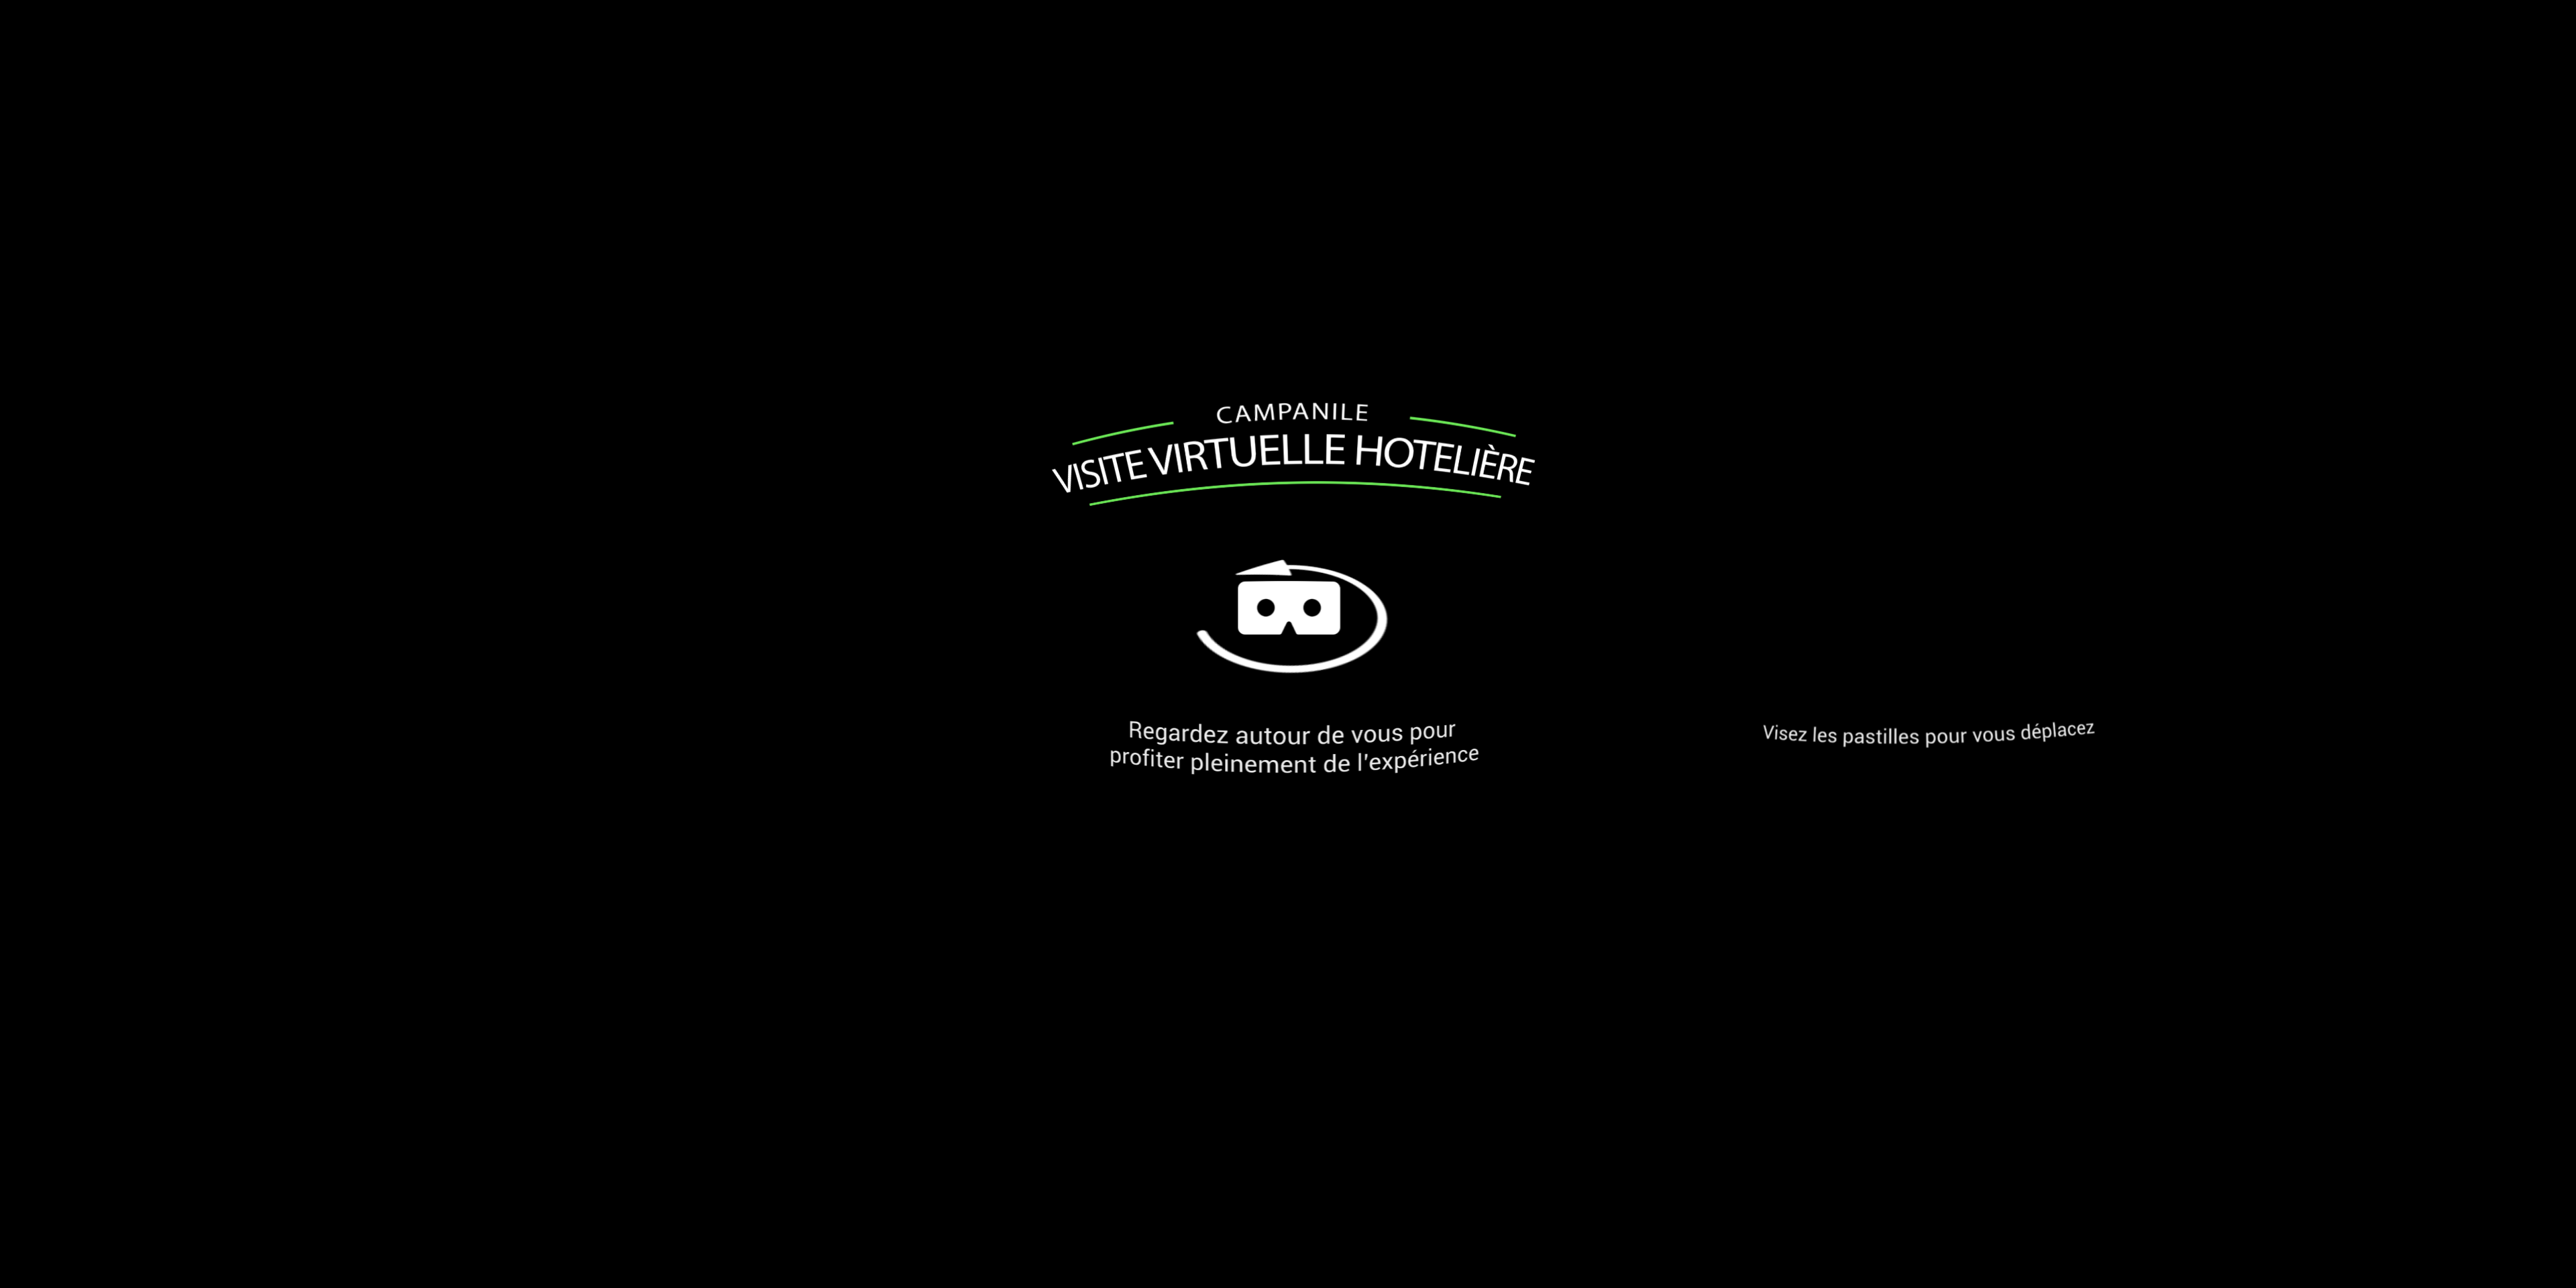 CAMPANILE
VISITE VIRTUELLE HOTELIÈRE
Regardez autour de vous pour
profiter pleinement de l'expérience
Visez les pastilles pour vous déplacez